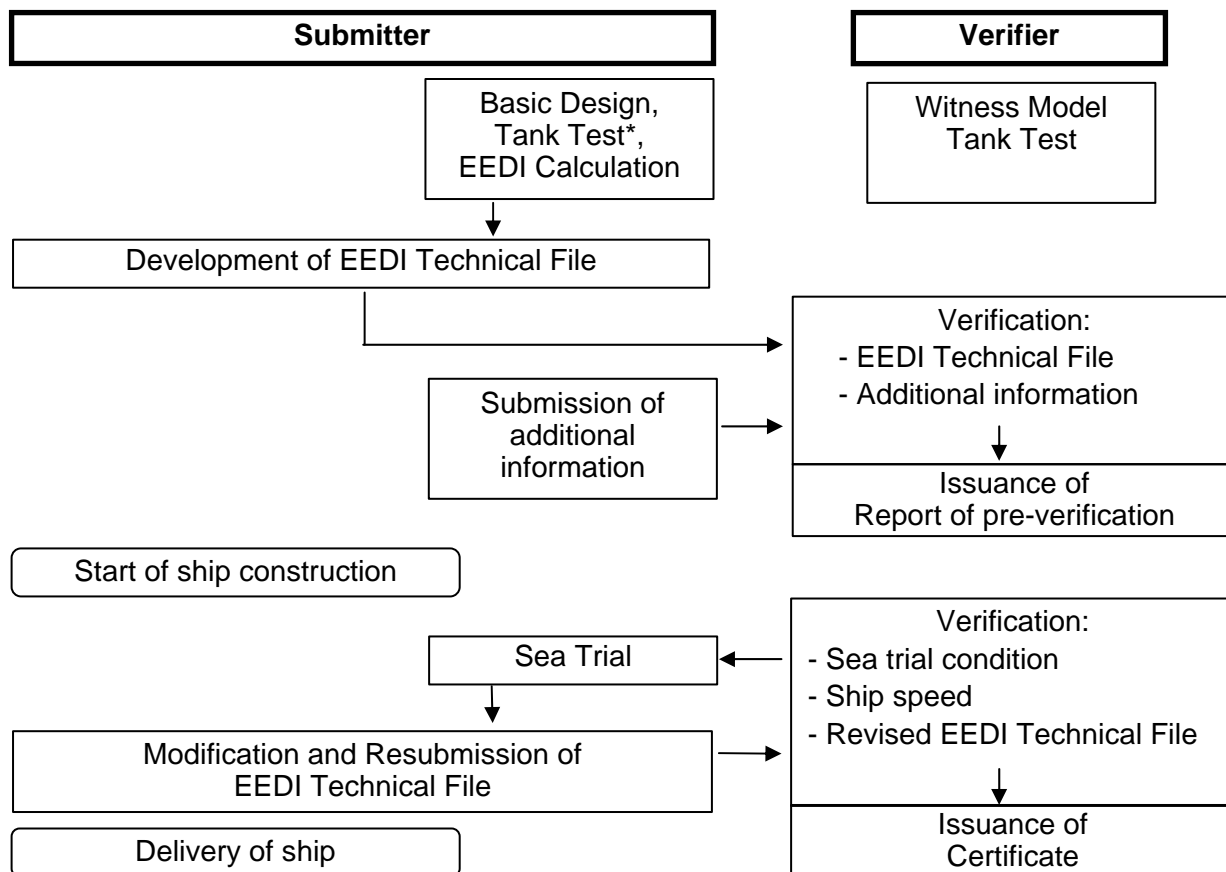 Submitter
Verifier
Basic Design,
Tank Test*,
EEDI Calculation
Witness Model
Tank Test
Development of EEDI Technical File
Verification:
- EEDI Technical File
- Additional information
Submission of
additional
information
Issuance of
Report of pre-verification
Start of ship construction
Verification:
- Sea trial condition
- Ship speed
- Revised EEDI Technical File
Sea Trial
Modification and Resubmission of
EEDI Technical File
Delivery of ship
Issuance of
Certificate